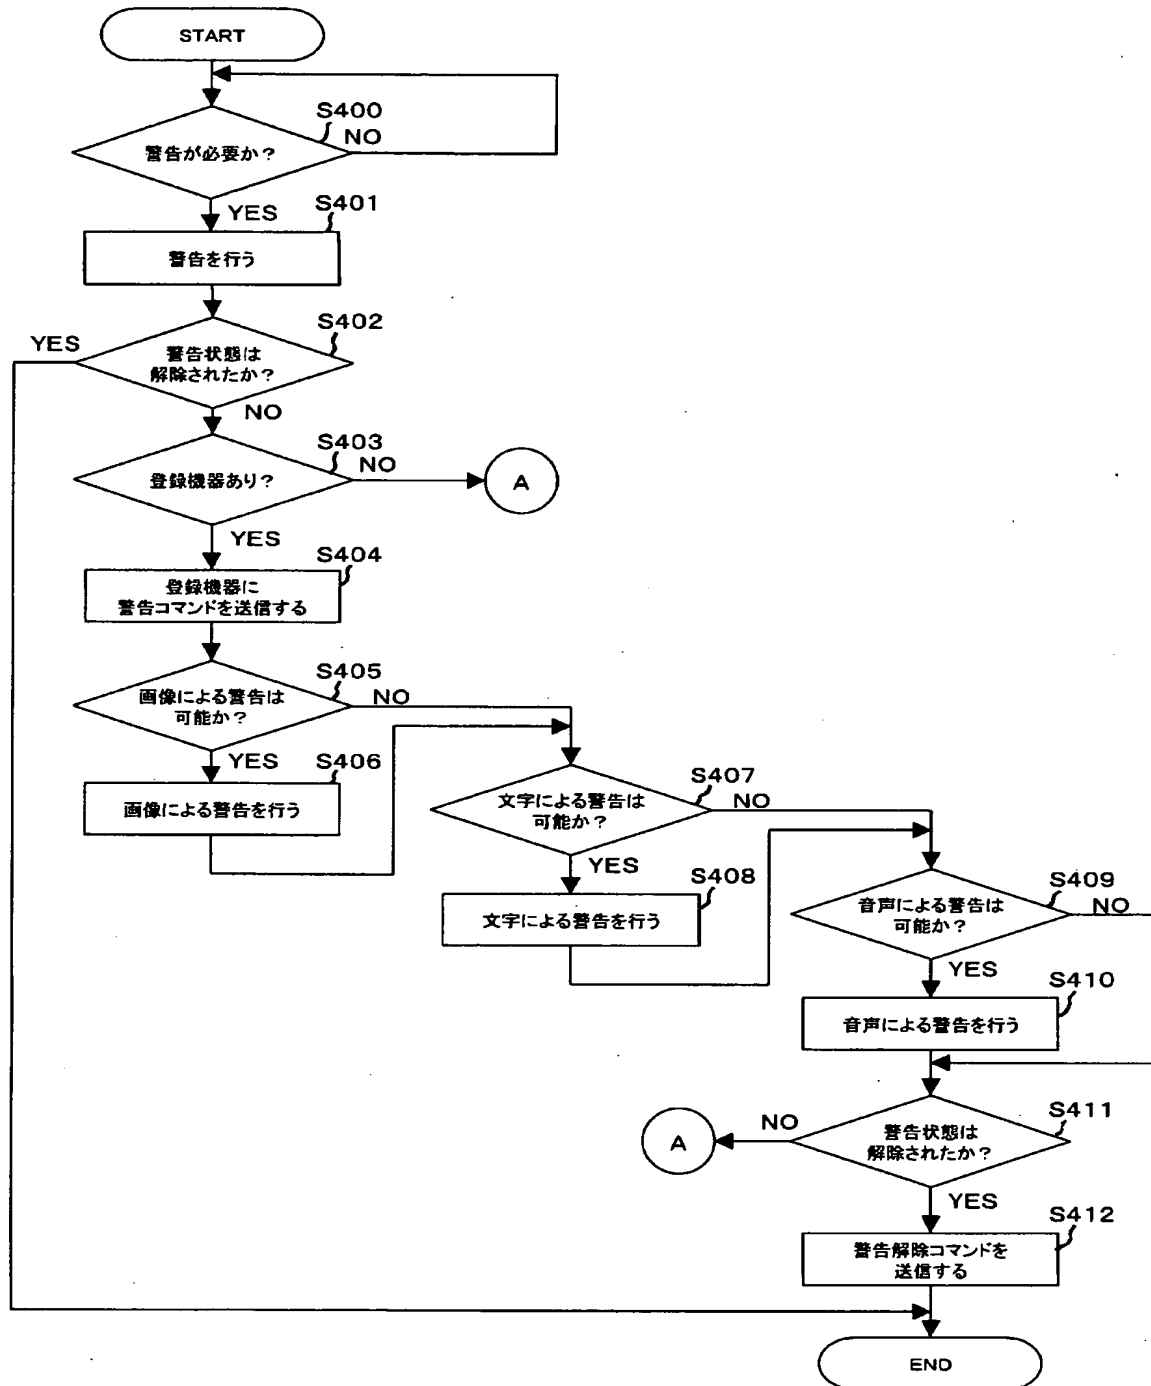 START
S400
NO
警告が必要か？
YES
S401
警告を行う
S402
YES
警告状態は
解除されたか？
NO
S403
NO
登録機器あり？
A
YES
S404
登録機器に
警告コマンドを送信する
S405
NO
画像による警告は
可能か？
YES
S406
画像による警告を行う
S407
NO
文字による警告は
可能か？
YES
S408
文字による警告を行う
S409
NO
音声による警告は
可能か？
YES
S410
音声による警告を行う
S411
NO
警告状態は
解除されたか？
A
YES
S412
警告解除コマンドを
送信する
END